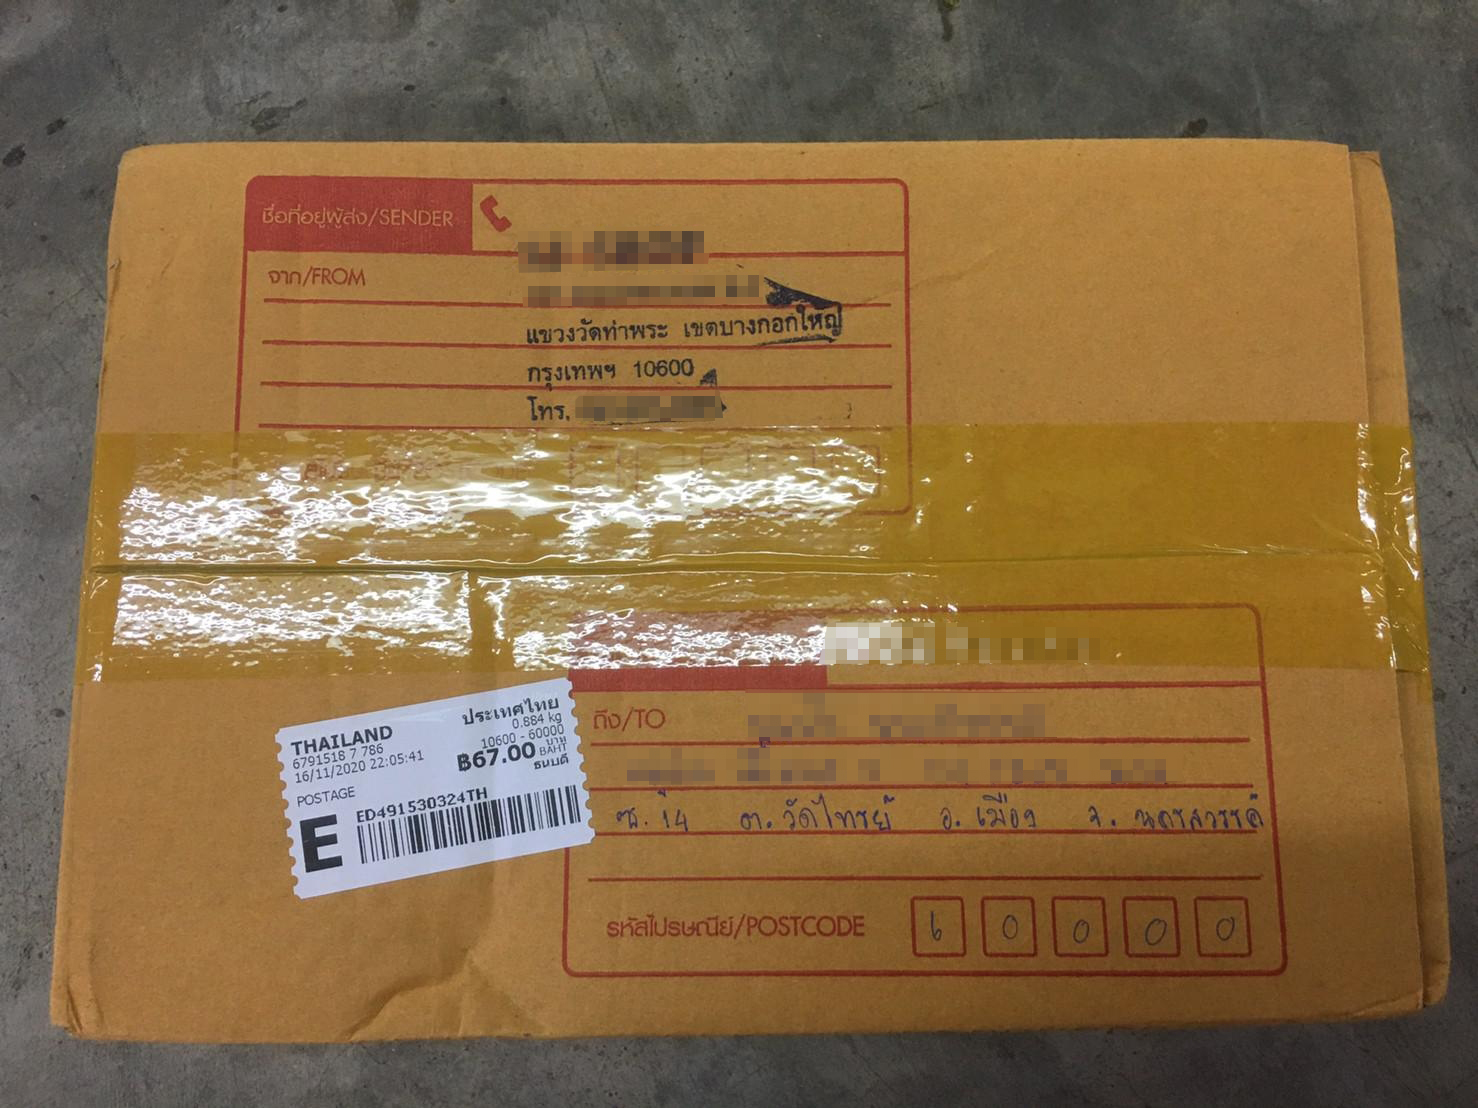 ชื่อที่อยู่ผู้ส่ง/SENDER
จาก/FROM
แขวงวัดท่าพระ เขตบางกอกใหญ่
กรุงเทพฯ 10600
โทร.
THAILAND
ประเทศไทย
6791518 7 786
0.884 kg
16/11/2020 22:05:41
10600 - 60000
฿67.00 บาท BAHT
ธนบดี
POSTAGE
E
ED491530324TH
ถึง/TO
ซ. 14 ต. วัดไทรย์ อ. เมือง จ. นครสวรรค์
รหัสไปรษณีย์/POSTCODE
6 0 0 0 0